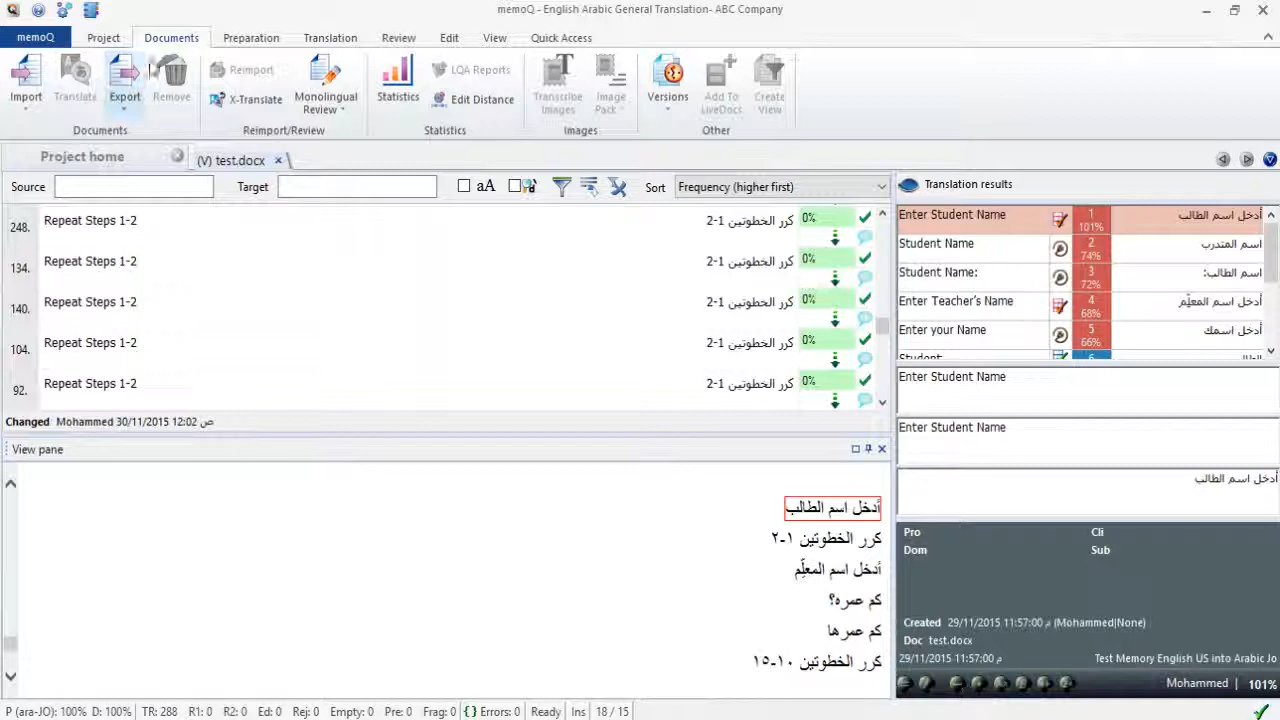 memoQ - English Arabic General Translation- ABC Company
memoQ
Project
Documents
Preparation
Translation
Review
Edit
View
Quick Access
Import
Translate
Export
Remove
Documents
Reimport
X-Translate
Monolingual
Review
Reimport/Review
Statistics
LQA Reports
Edit Distance
Statistics
Transcribe
Images
Image
Pack
Images
Versions
Add To
LiveDocs
Create
View
Other
Project home
(V) test.docx
Source
Target
aA
Sort
Frequency (higher first)
248. Repeat Steps 1-2 كرر الخطوتين 1-2 0%
134. Repeat Steps 1-2 كرر الخطوتين 1-2 0%
140. Repeat Steps 1-2 كرر الخطوتين 1-2 0%
104. Repeat Steps 1-2 كرر الخطوتين 1-2 0%
92. Repeat Steps 1-2 كرر الخطوتين 1-2 0%
Changed Mohammed 30/11/2015 12:02 ص
View pane
أدخل اسم الطالب
كرر الخطوتين ١-٢
أدخل اسم المعلِّم
كم عمره؟
كم عمرها
كرر الخطوتين ١٠-١٥
Translation results
Enter Student Name 1 101% أدخل اسم الطالب
Student Name 2 74% اسم المتدرب
Student Name: 3 72% اسم الطالب:
Enter Teacher's Name 4 68% أدخل اسم المعلِّم
Enter your Name 5 66% أدخل اسمك
Student 6
Enter Student Name
Enter Student Name
أدخل اسم الطالب
Pro Cli
Dom Sub
Created 29/11/2015 11:57:00 م (Mohammed|None)
Doc test.docx
29/11/2015 11:57:00 م Test Memory English US into Arabic Jo
Mohammed | 101%
P (ara-JO): 100% D: 100% TR: 288 R1: 0 R2: 0 Ed: 0 Rej: 0 Empty: 0 Pre: 0 Frag: 0 {} Errors: 0 Ready Ins 18 / 15